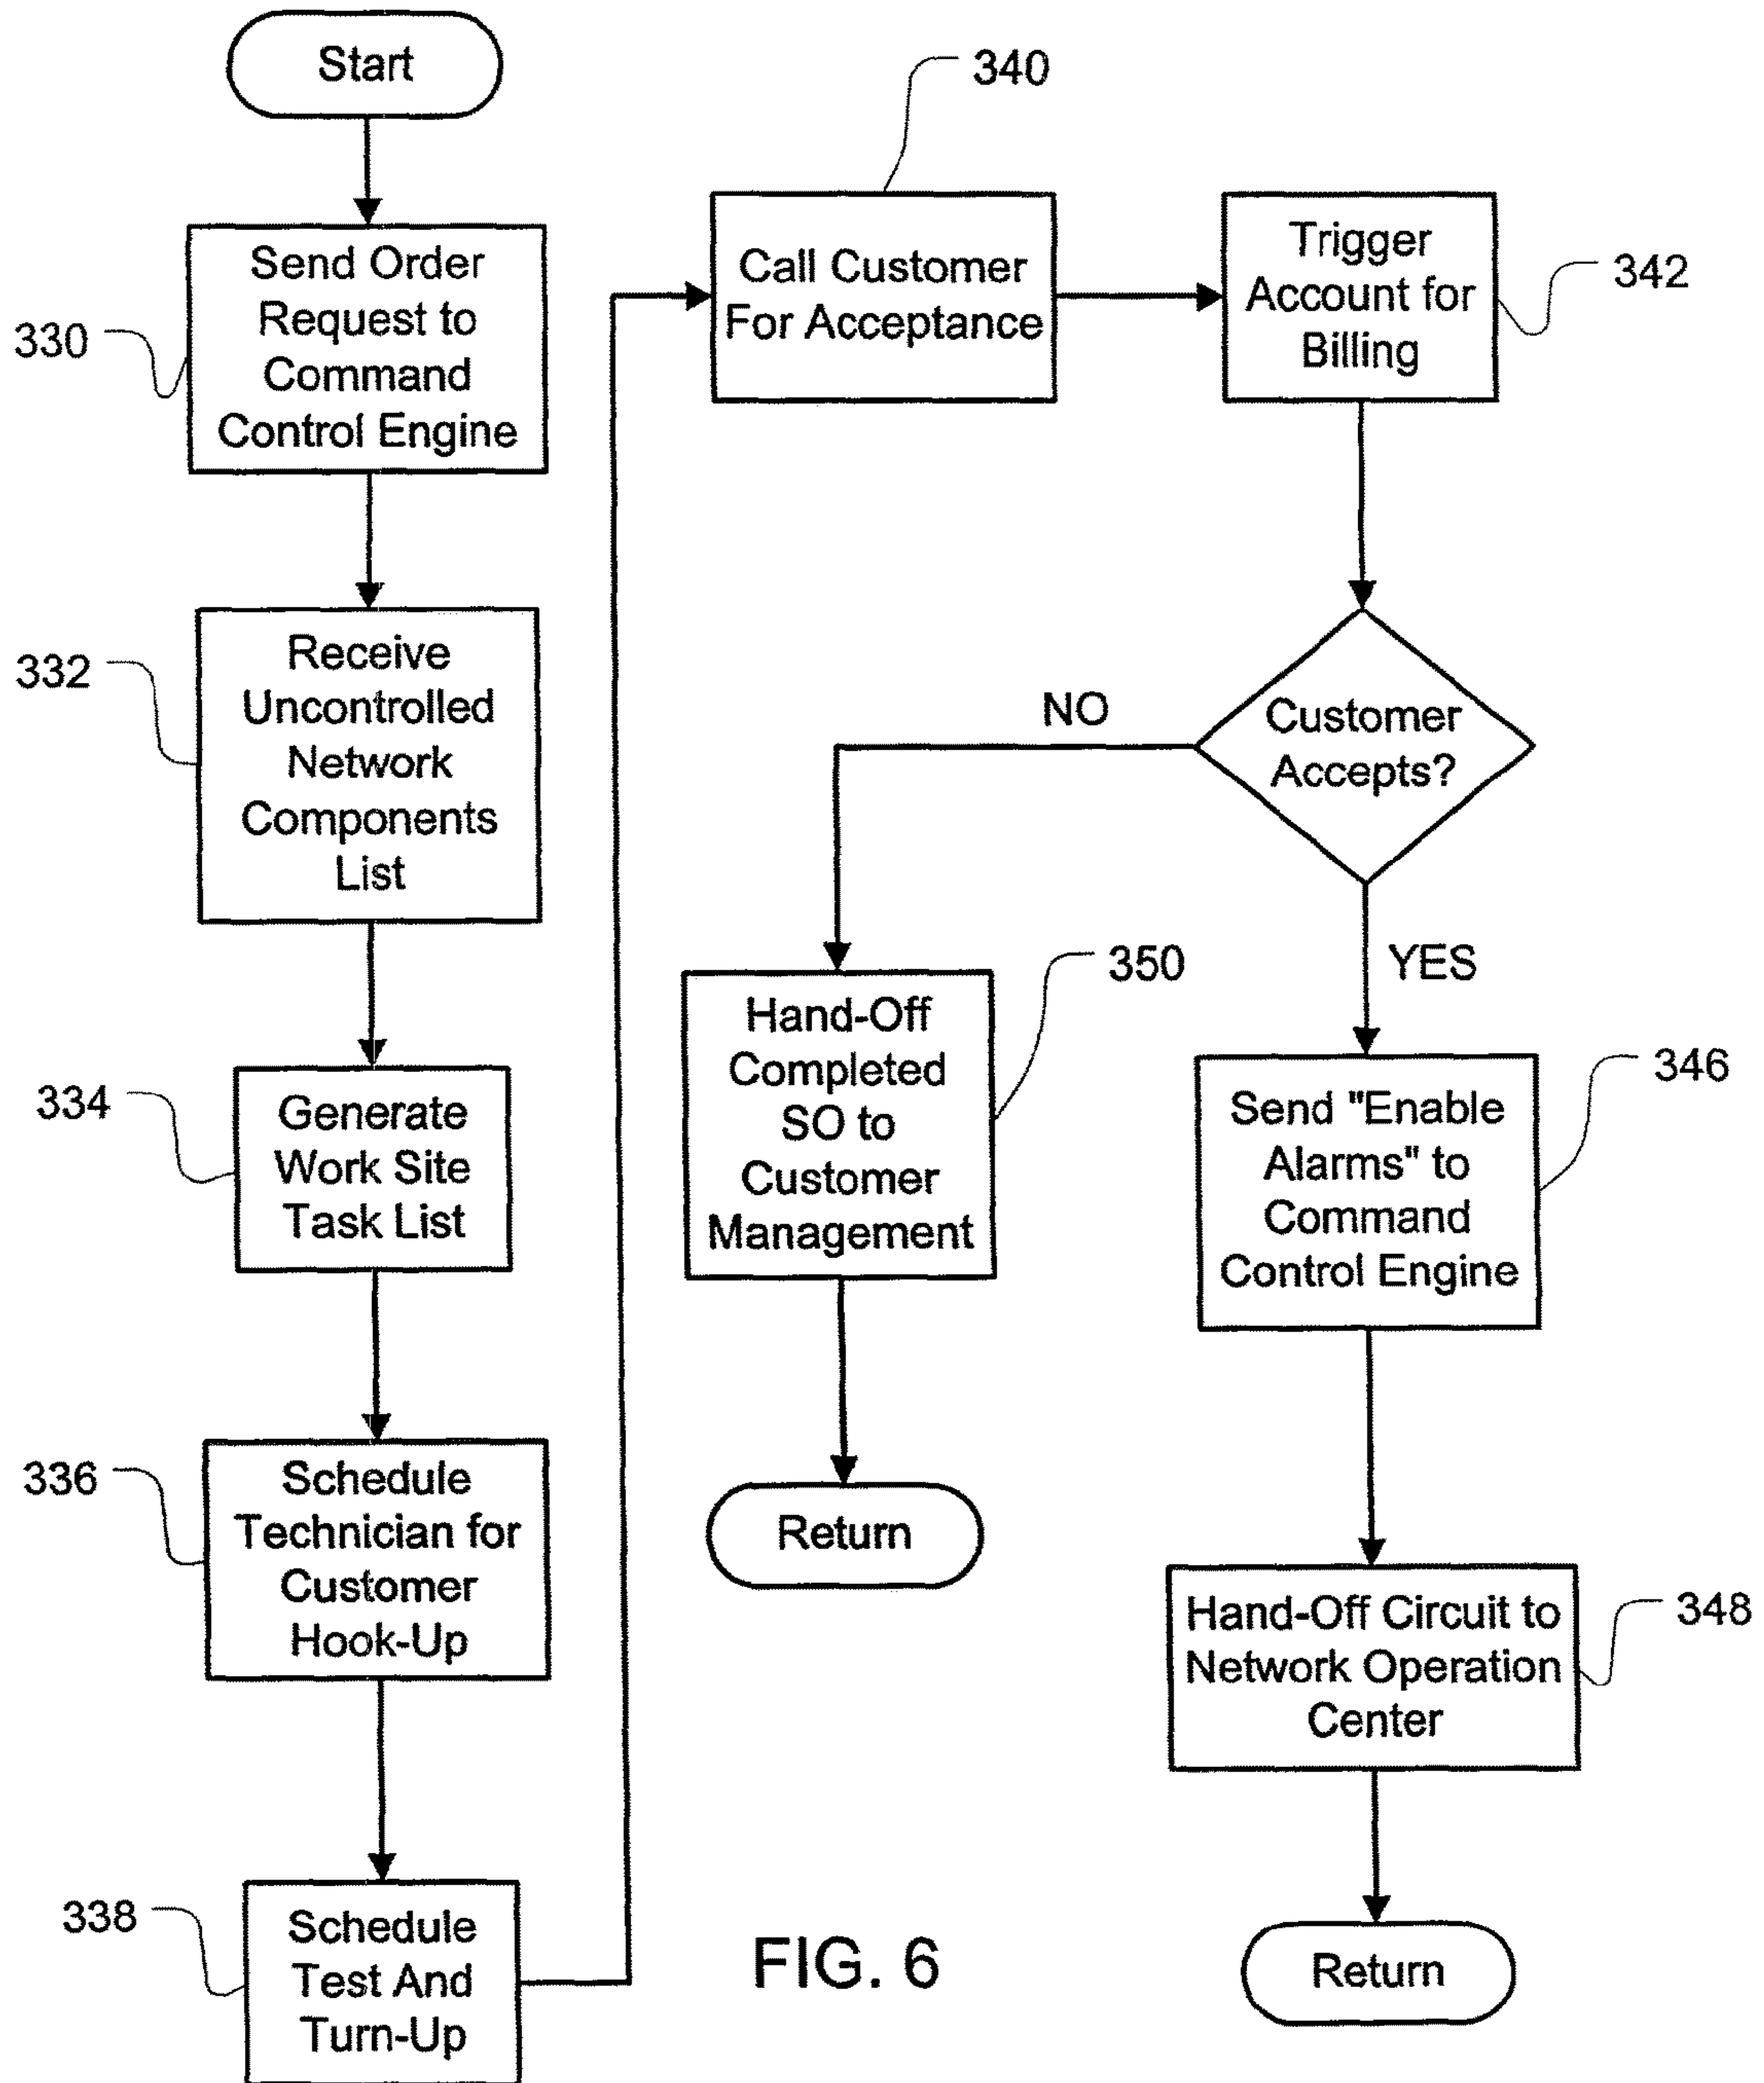 Start
330
Send Order
Request to
Command
Control Engine
332
Receive
Uncontrolled
Network
Components
List
334
Generate
Work Site
Task List
336
Schedule
Technician for
Customer
Hook-Up
338
Schedule
Test And
Turn-Up
340
Call Customer
For Acceptance
342
Trigger
Account for
Billing
Customer
Accepts?
NO
YES
350
Hand-Off
Completed
SO to
Customer
Management
Return
346
Send "Enable
Alarms" to
Command
Control Engine
348
Hand-Off Circuit to
Network Operation
Center
Return
FIG. 6